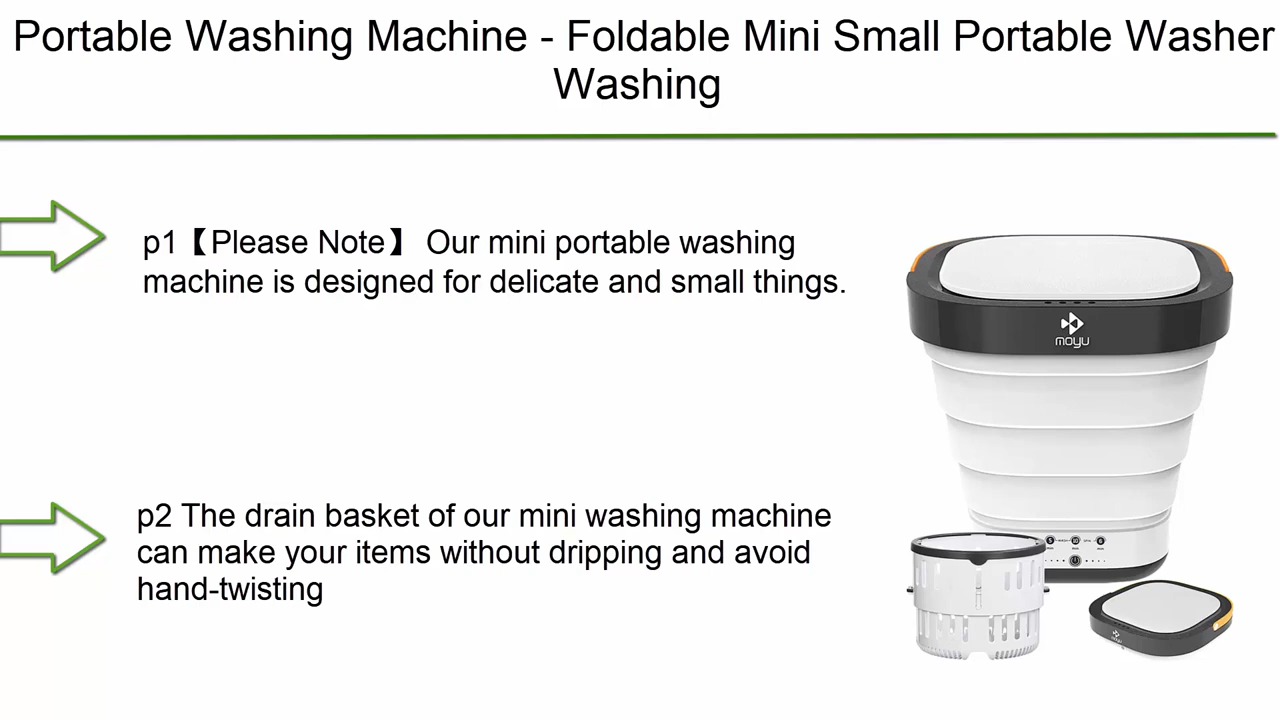 Portable Washing Machine - Foldable Mini Small Portable Washer
Washing
p1【Please Note】 Our mini portable washing
machine is designed for delicate and small things.
moyu
p2 The drain basket of our mini washing machine
can make your items without dripping and avoid
hand-twisting
moyu